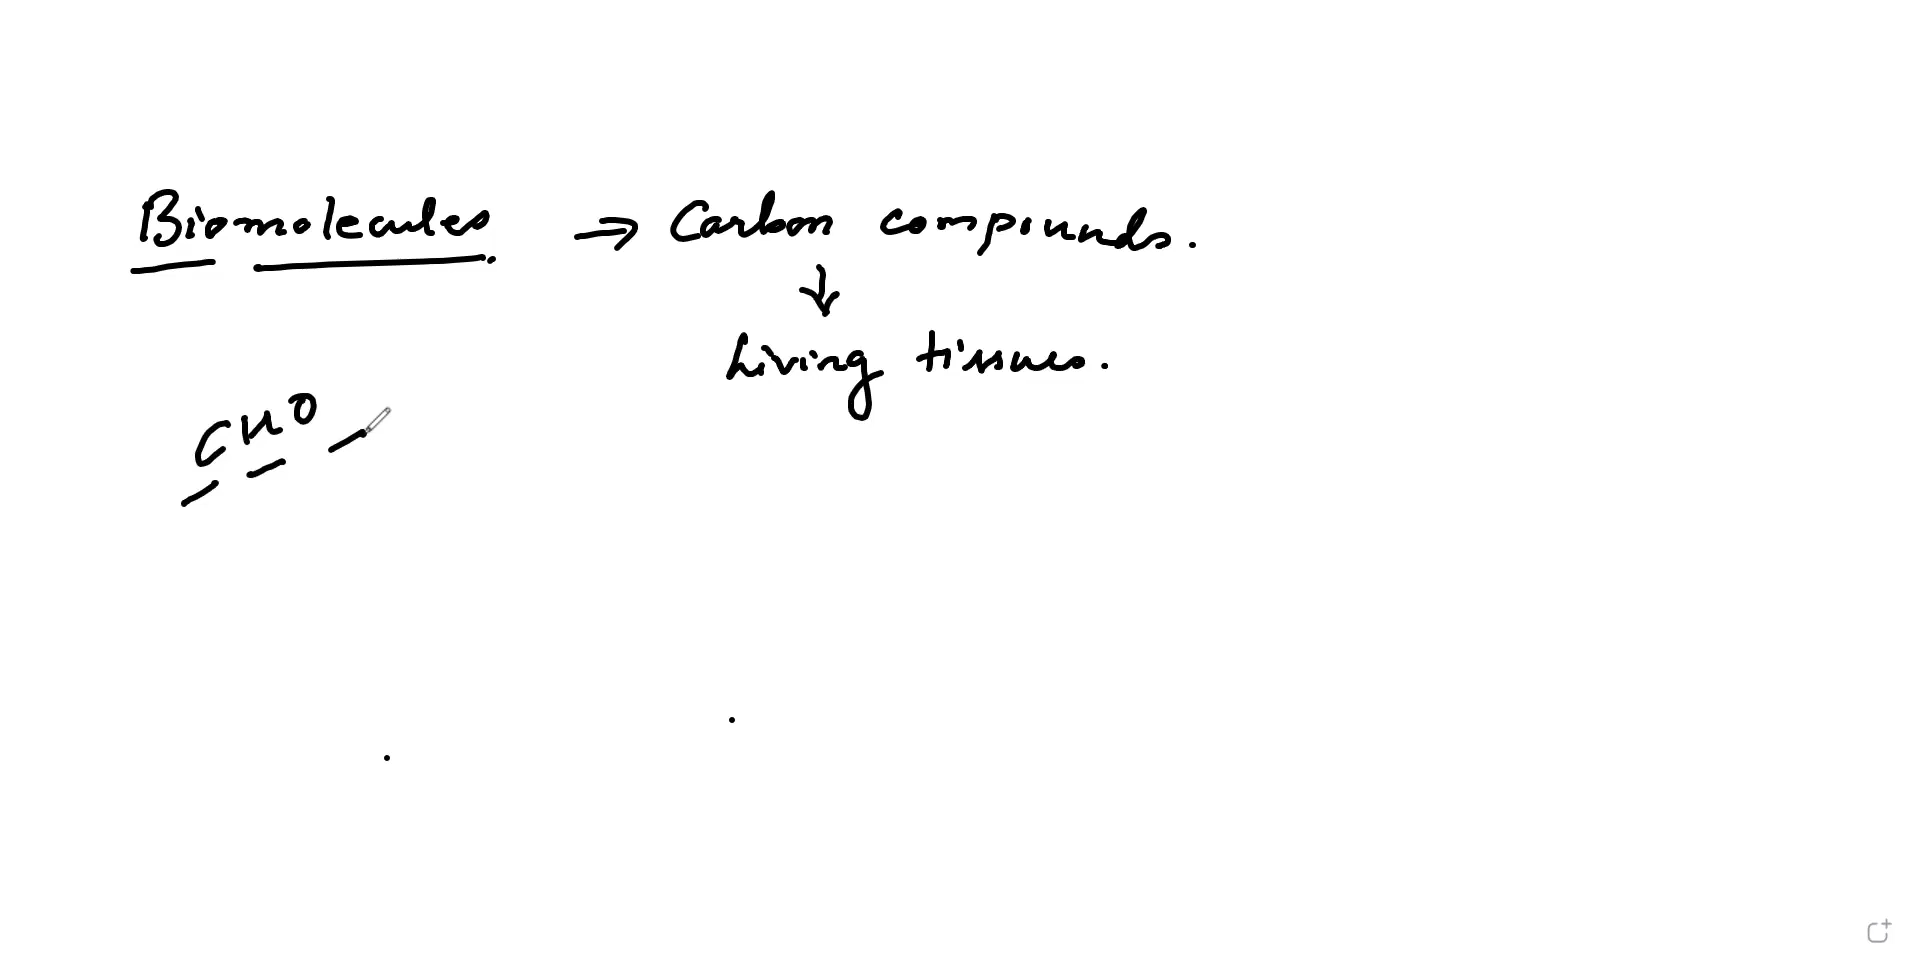 Biomolecules → Carbon compounds.
↓
Living tissues.
CHO